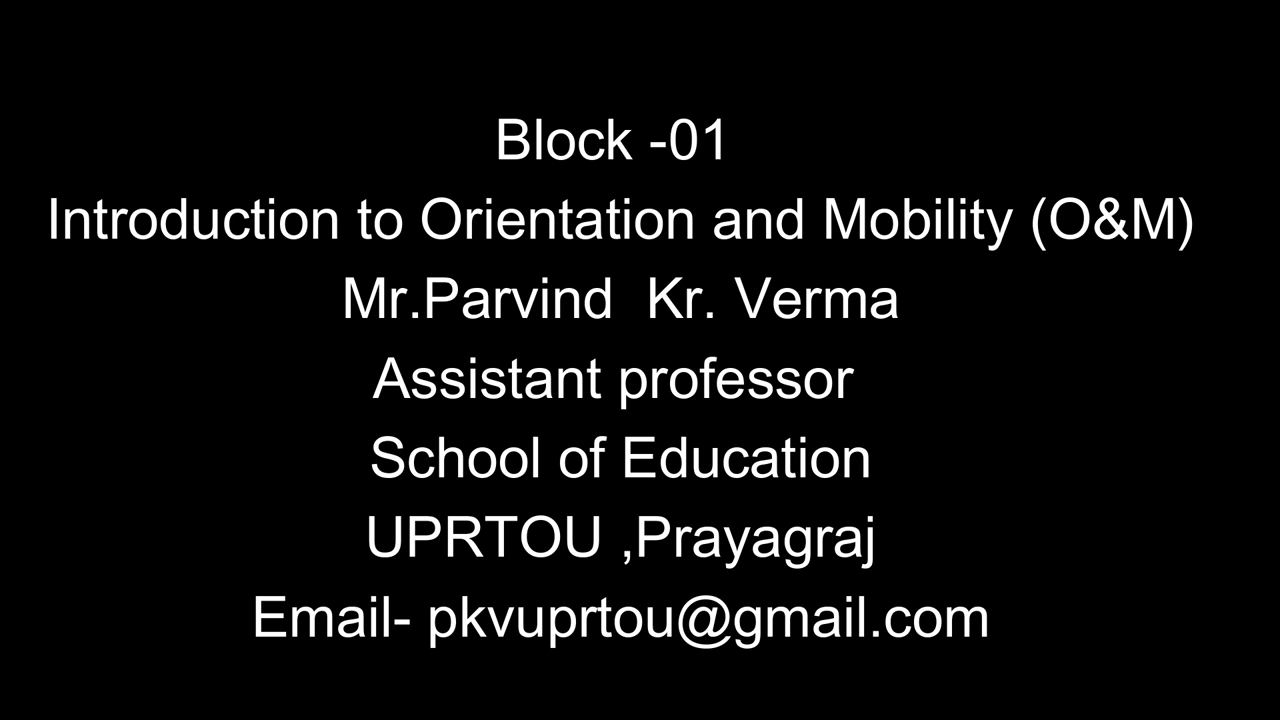 Block -01
Introduction to Orientation and Mobility (O&M)
Mr.Parvind  Kr. Verma
Assistant professor
School of Education
UPRTOU ,Prayagraj
Email- pkvuprtou@gmail.com